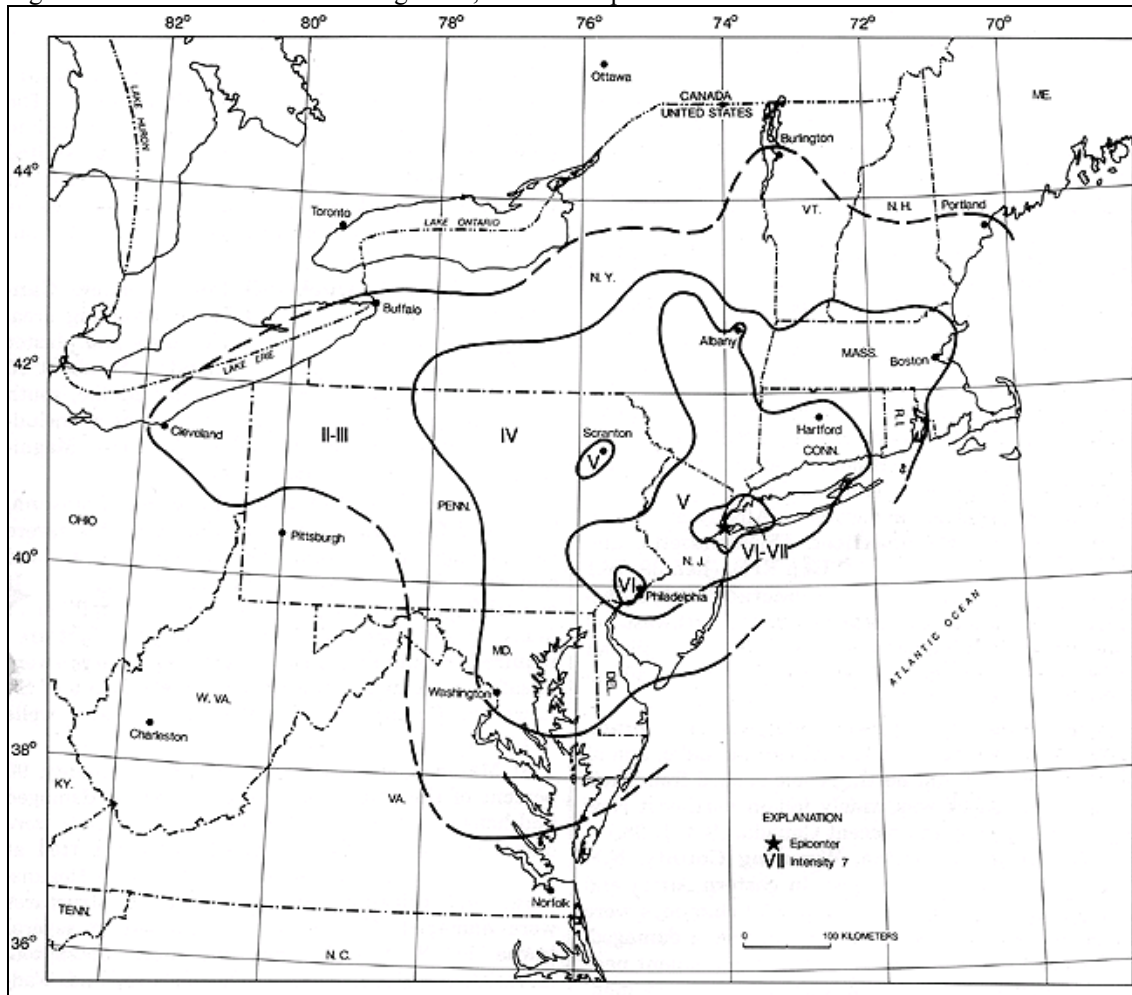 82°
80°
78°
76°
74°
72°
70°
Ottawa
ME.
CANADA
UNITED STATES
LAKE HURON
Burlington
44°
Toronto
LAKE ONTARIO
VT.
N. H.
Portland
N. Y.
Buffalo
Albany
MASS.
Boston
42°
LAKE ERIE
Cleveland
II-III
IV
Scranton
V
Hartford
CONN.
R.I.
OHIO
PENN.
V
Pittsburgh
40°
N. J.
VI-VII
VI
Philadelphia
MD.
Washington
DEL.
ATLANTIC OCEAN
W. VA.
Charleston
38°
KY.
VA.
EXPLANATION
Epicenter
VII Intensity 7
Norfolk
TENN.
36°
N. C.
0 100 KILOMETERS